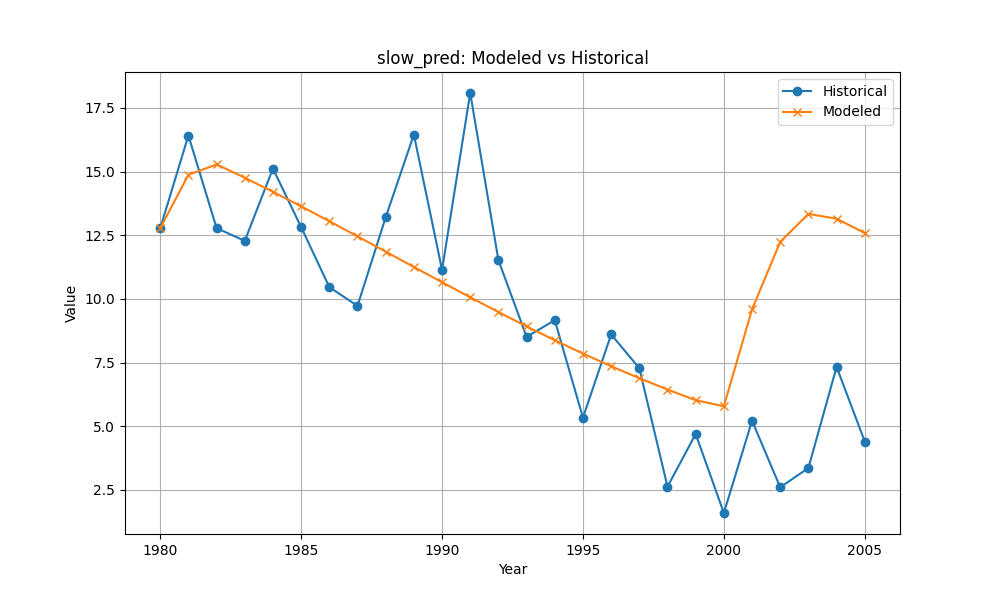 slow_pred: Modeled vs Historical
Historical
Modeled
17.5
15.0
12.5
10.0
7.5
5.0
2.5
Value
1980
1985
1990
1995
2000
2005
Year